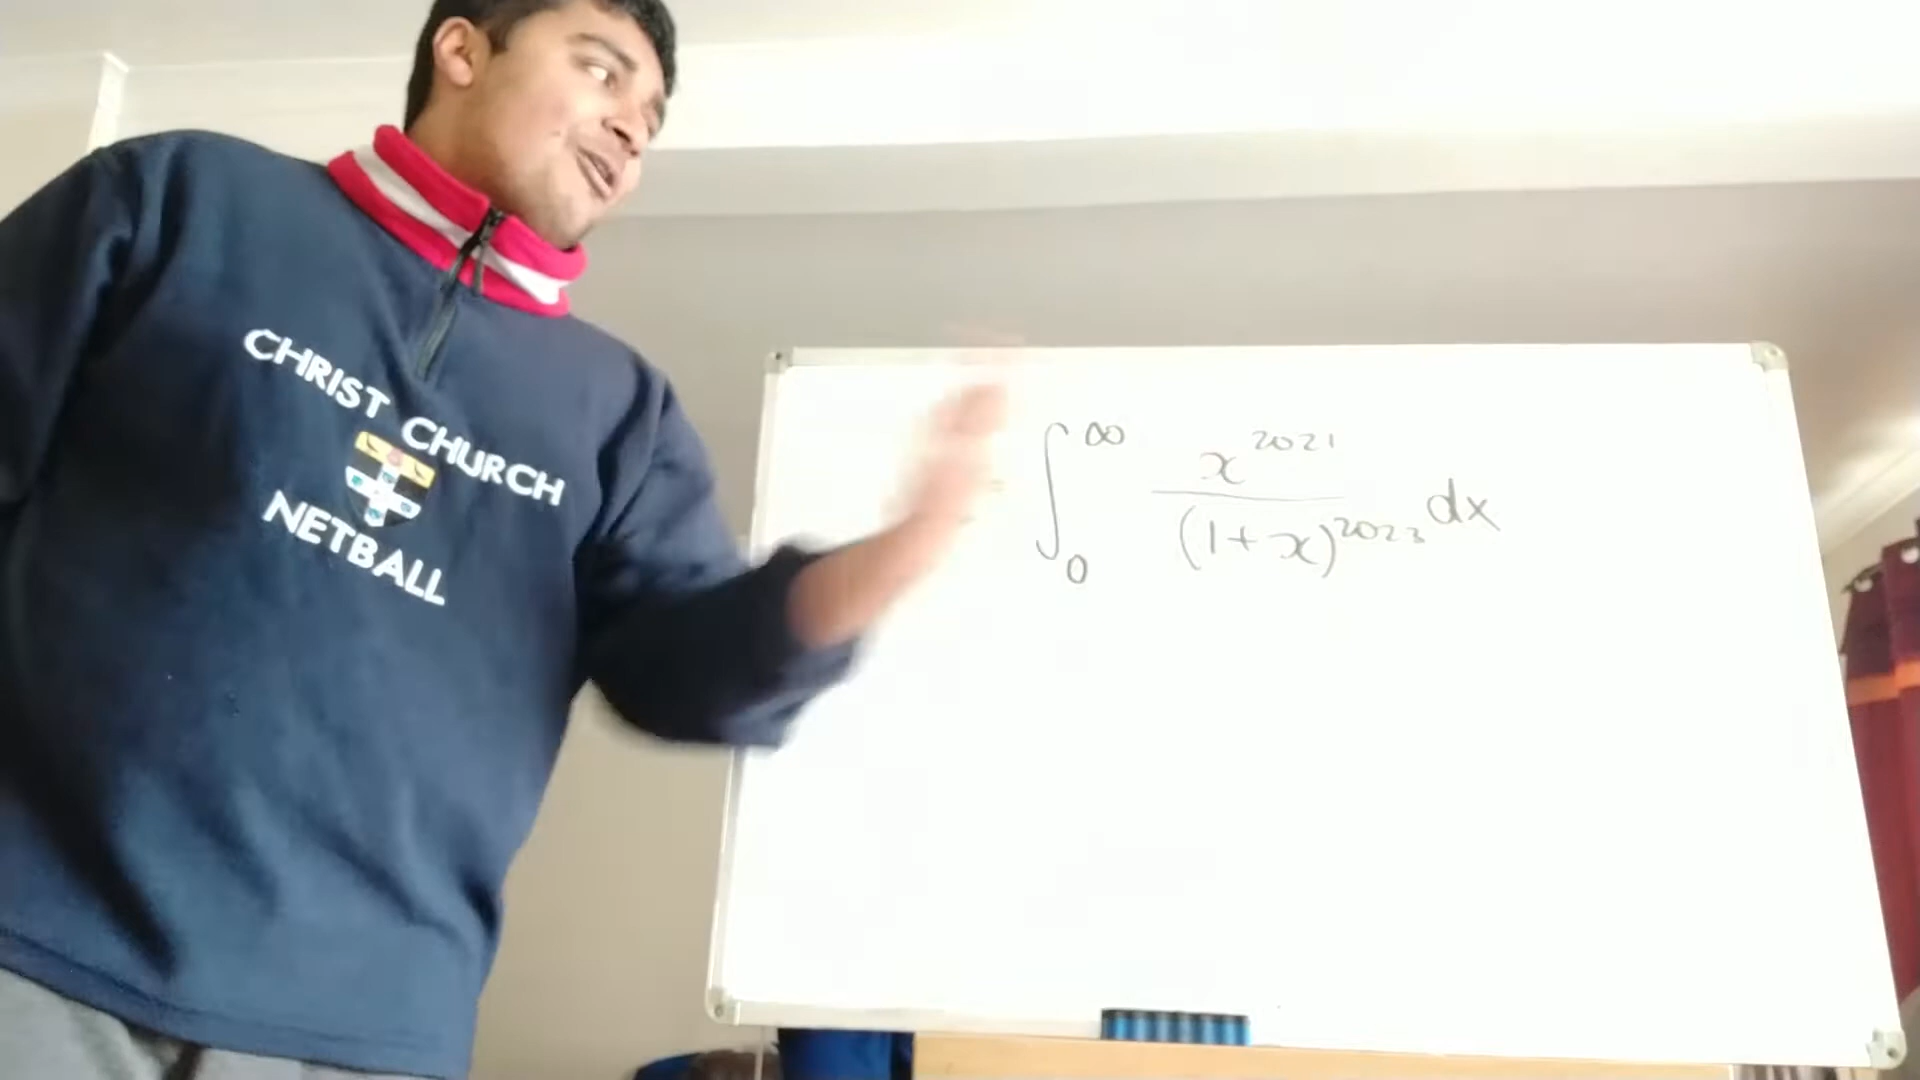 CHRIST CHURCH
NETBALL
= ∫₀^∞ x^2021 / (1+x)^2023 dx